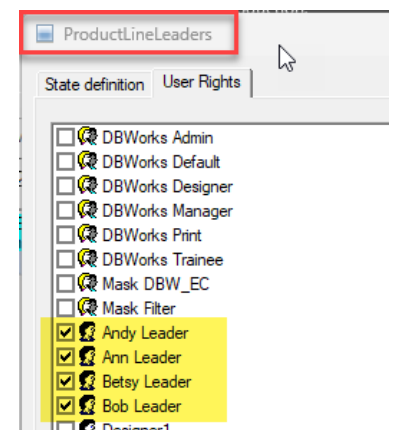 ProductLineLeaders
State definition User Rights
DBWorks Admin
DBWorks Default
DBWorks Designer
DBWorks Manager
DBWorks Print
DBWorks Trainee
Mask DBW_EC
Mask Filter
Andy Leader
Ann Leader
Betsy Leader
Bob Leader
Designer1